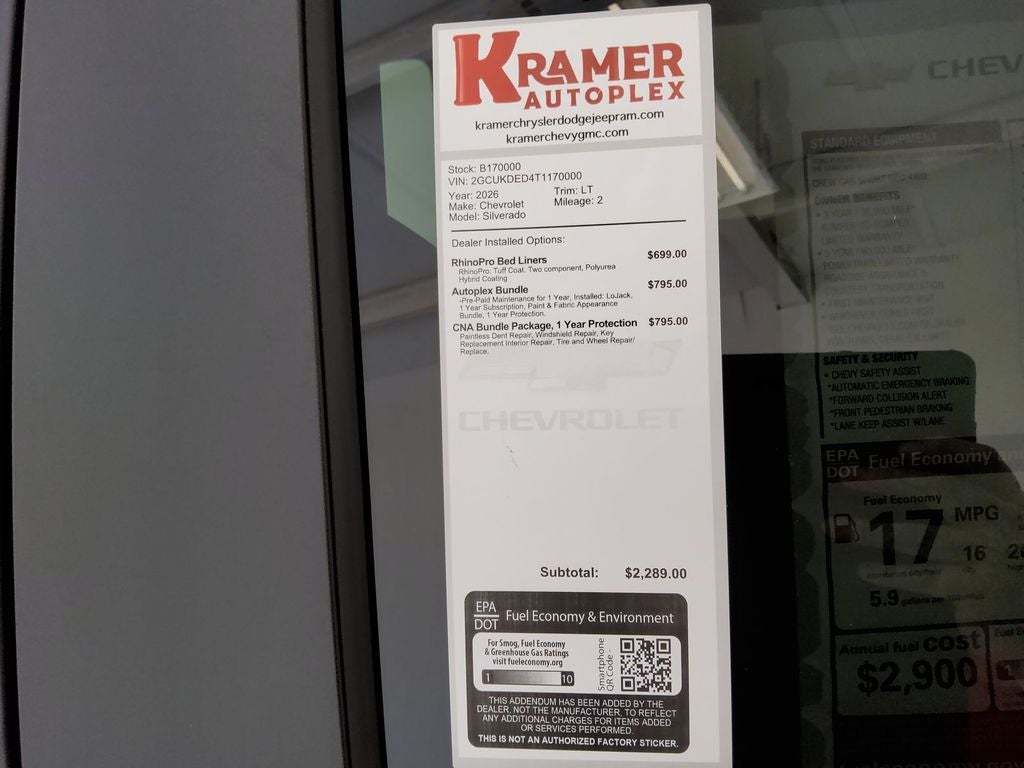 KRAMER
AUTOPLEX
kramerchryslerdodgejeepram.com
kramerchevygmc.com
Stock: B170000
VIN: 2GCUKDED4T1170000
Year: 2026 Trim: LT
Make: Chevrolet Mileage: 2
Model: Silverado
Dealer Installed Options:
RhinoPro Bed Liners $699.00
RhinoPro: Tuff Coat. Two component, Polyurea
Hybrid Coating
Autoplex Bundle $795.00
-Pre-Paid Maintenance for 1 Year, Installed: LoJack,
1 Year Subscription, Paint & Fabric Appearance
Bundle, 1 Year Protection.
CNA Bundle Package, 1 Year Protection $795.00
Paintless Dent Repair, Windshield Repair, Key
Replacement Interior Repair, Tire and Wheel Repair/
Replace.
CHEVROLET
Subtotal: $2,289.00
EPA
DOT Fuel Economy & Environment
For Smog, Fuel Economy
& Greenhouse Gas Ratings
visit fueleconomy.org
1 10
Smartphone
QR Code -
THIS ADDENDUM HAS BEEN ADDED BY THE
DEALER, NOT THE MANUFACTURER, TO REFLECT
ANY ADDITIONAL CHARGES FOR ITEMS ADDED
OR SERVICES PERFORMED.
THIS IS NOT AN AUTHORIZED FACTORY STICKER.
CHEV
STANDARD EQUIPMENT
OWNER BENEFITS
SAFETY & SECURITY
• CHEVY SAFETY ASSIST
*AUTOMATIC EMERGENCY BRAKING
*FORWARD COLLISION ALERT
*FRONT PEDESTRIAN BRAKING
*LANE KEEP ASSIST W/LANE
EPA
DOT Fuel Economy
Fuel Economy
17 MPG
16
5.9
Annual fuel cost
$2,900